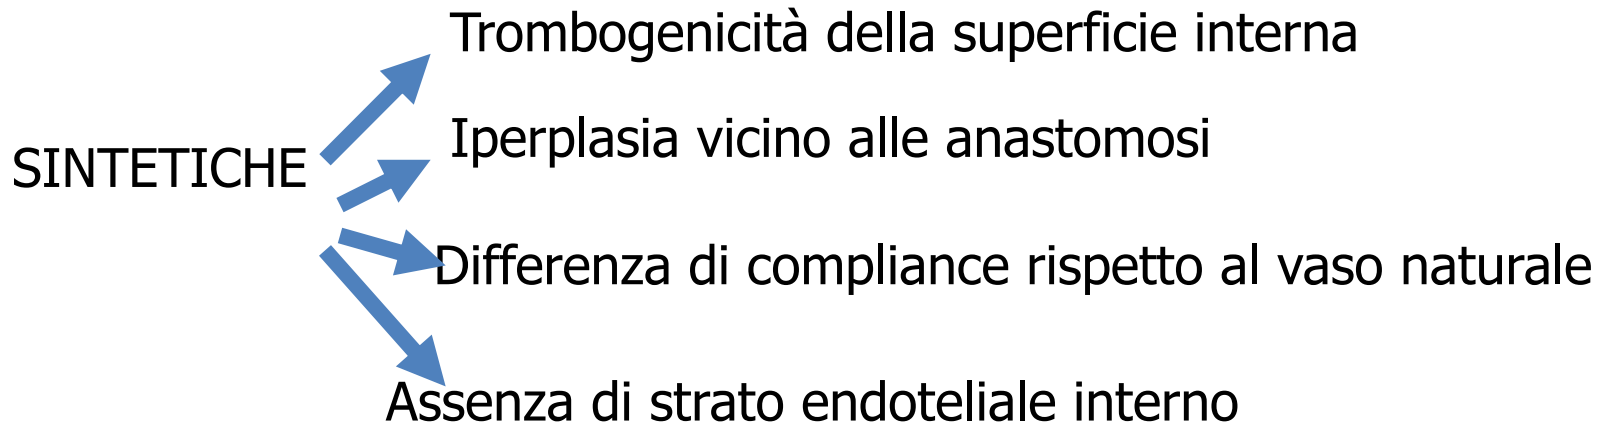 Trombogenicità della superficie interna
Iperplasia vicino alle anastomosi
SINTETICHE
Differenza di compliance rispetto al vaso naturale
Assenza di strato endoteliale interno